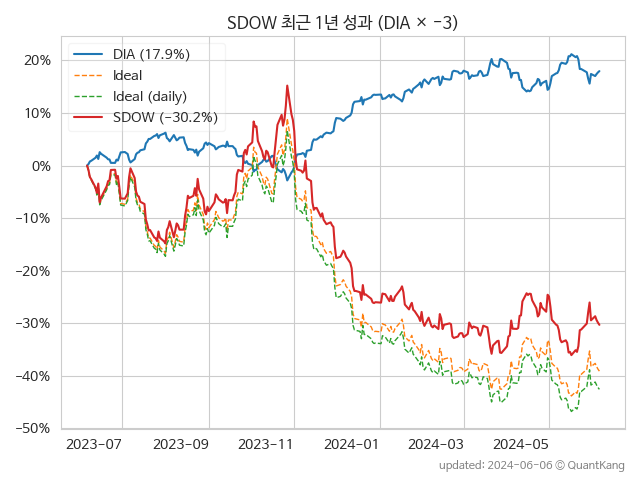 SDOW 최근 1년 성과 (DIA × −3)
DIA (17.9%)
Ideal
Ideal (daily)
SDOW (−30.2%)
20%
10%
0%
−10%
−20%
−30%
−40%
−50%
2023-07
2023-09
2023-11
2024-01
2024-03
2024-05
updated: 2024-06-06 © QuantKang